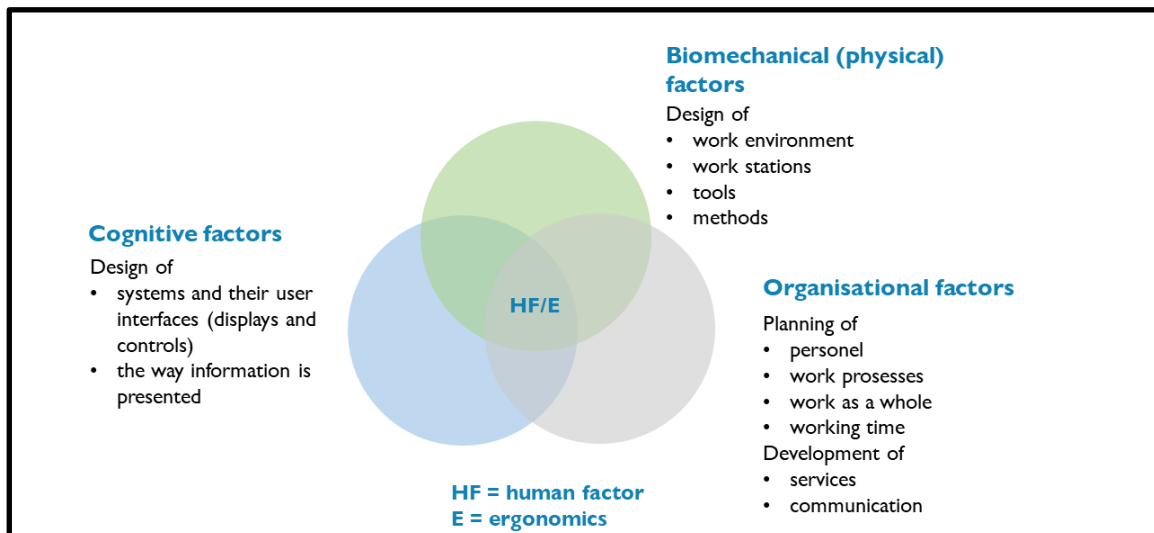 Biomechanical (physical)
factors
Design of
• work environment
• work stations
• tools
• methods
Cognitive factors
Design of
• systems and their user
interfaces (displays and
controls)
• the way information is
presented
HF/E
Organisational factors
Planning of
• personel
• work prosesses
• work as a whole
• working time
Development of
• services
• communication
HF = human factor
E = ergonomics